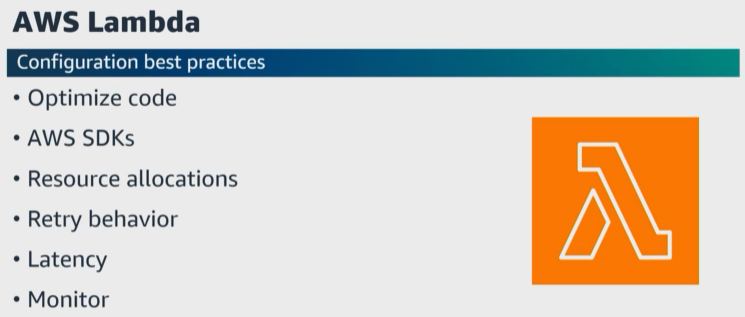 AWS Lambda
Configuration best practices
• Optimize code
• AWS SDKs
• Resource allocations
• Retry behavior
• Latency
• Monitor